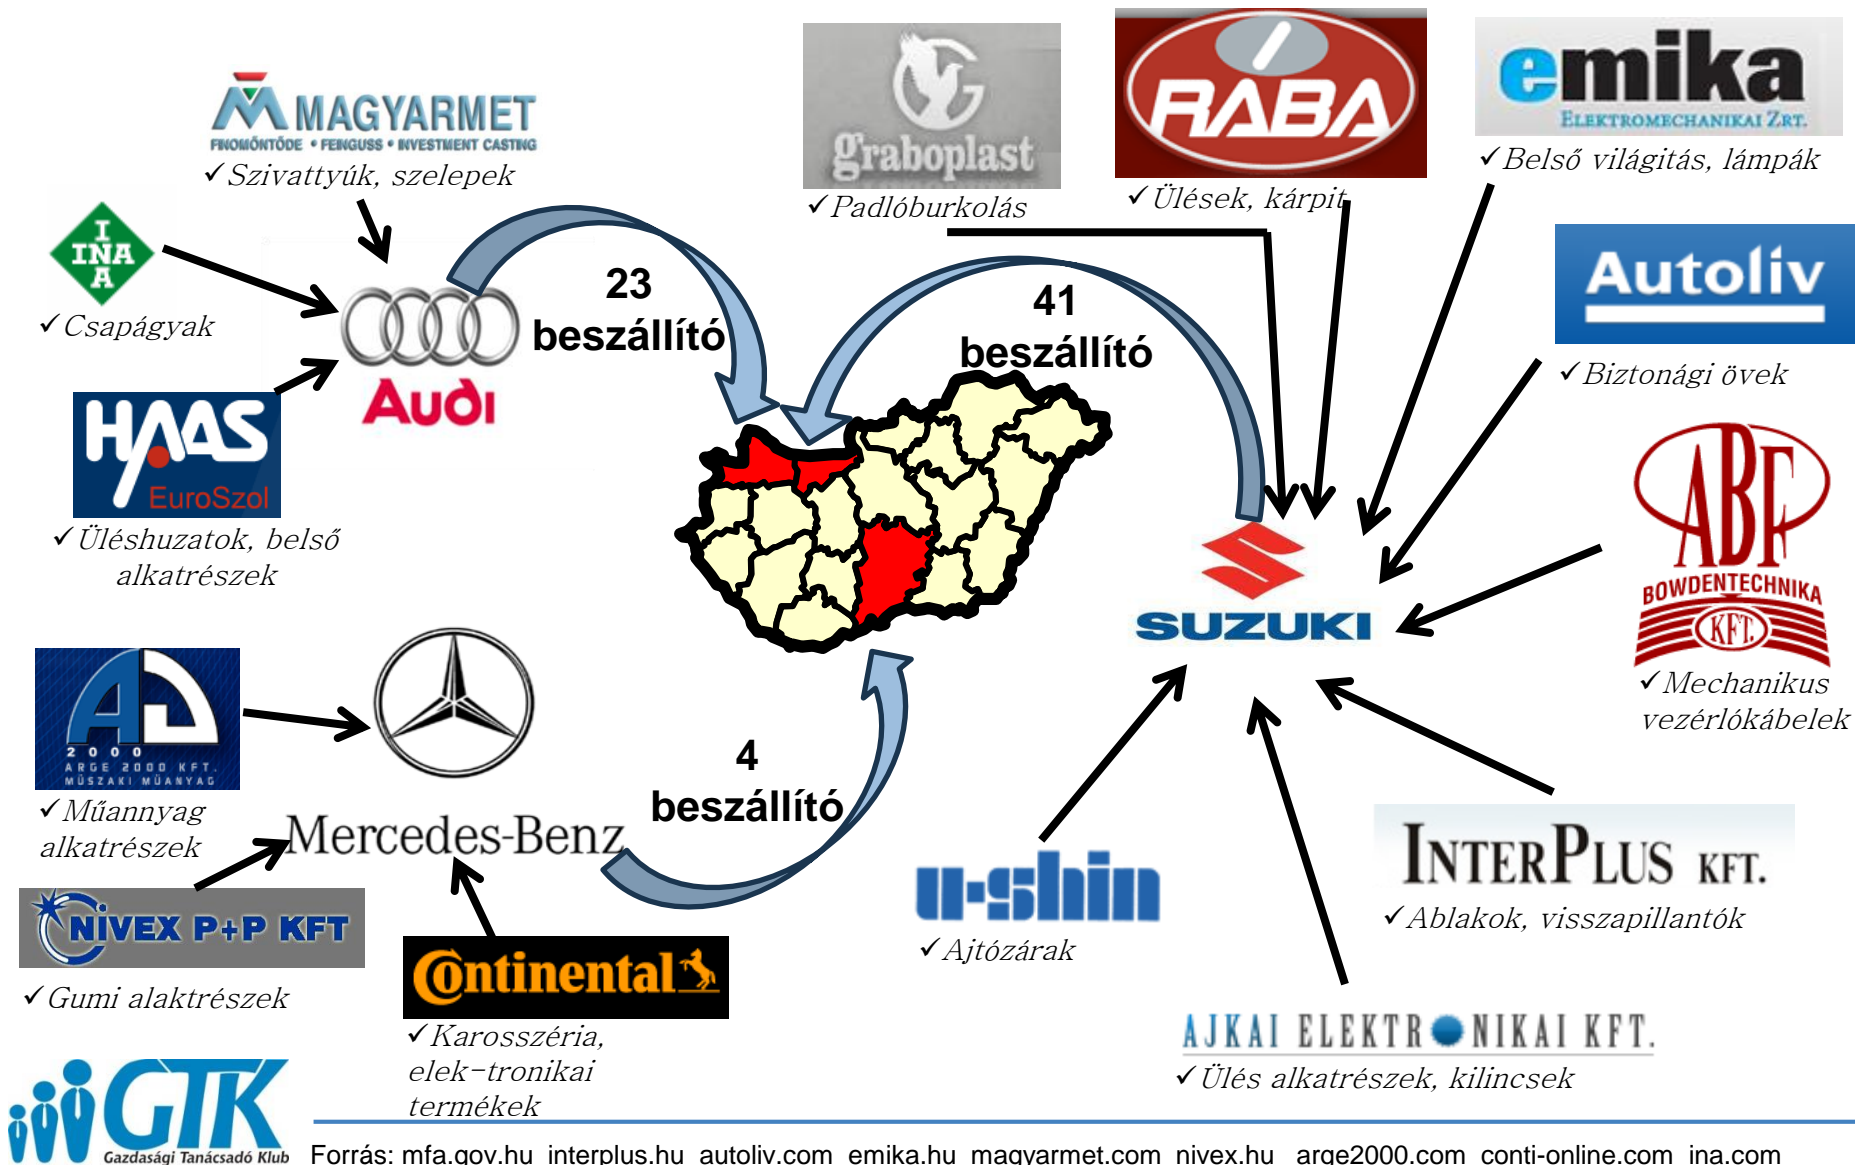 MAGYARMET
FINOMÖNTÖDE • FEINGUSS • INVESTMENT CASTING
✓Szivattyúk, szelepek
graboplast
✓Padlóburkolás
RÁBA
✓Ülések, kárpit
emika
ELEKTROMECHANIKAI ZRT.
✓Belső világitás, lámpák
I
INA
A
✓Csapágyak
Audi
23
beszállító
41
beszállító
Autoliv
✓Biztonági övek
HAAS
EuroSzol
✓Üléshuzatok, belső
alkatrészek
ABF
BOWDENTECHNIKA
KFT.
✓Mechanikus
vezérlókábelek
SUZUKI
2000
ARGE 2000 KFT.
MŰSZAKI MŰANYAG
✓Műannyag
alkatrészek
Mercedes-Benz
4
beszállító
NIVEX P+P KFT
✓Gumi alaktrészek
Continental
✓Karosszéria,
elek-tronikai
termékek
u-shin
✓Ajtózárak
INTERPLUS KFT.
✓Ablakok, visszapillantók
AJKAI ELEKTRONIKAI KFT.
✓Ülés alkatrészek, kilincsek
GTK
Gazdasági Tanácsadó Klub
Forrás: mfa.gov.hu interplus.hu autoliv.com emika.hu magyarmet.com nivex.hu arge2000.com conti-online.com ina.com